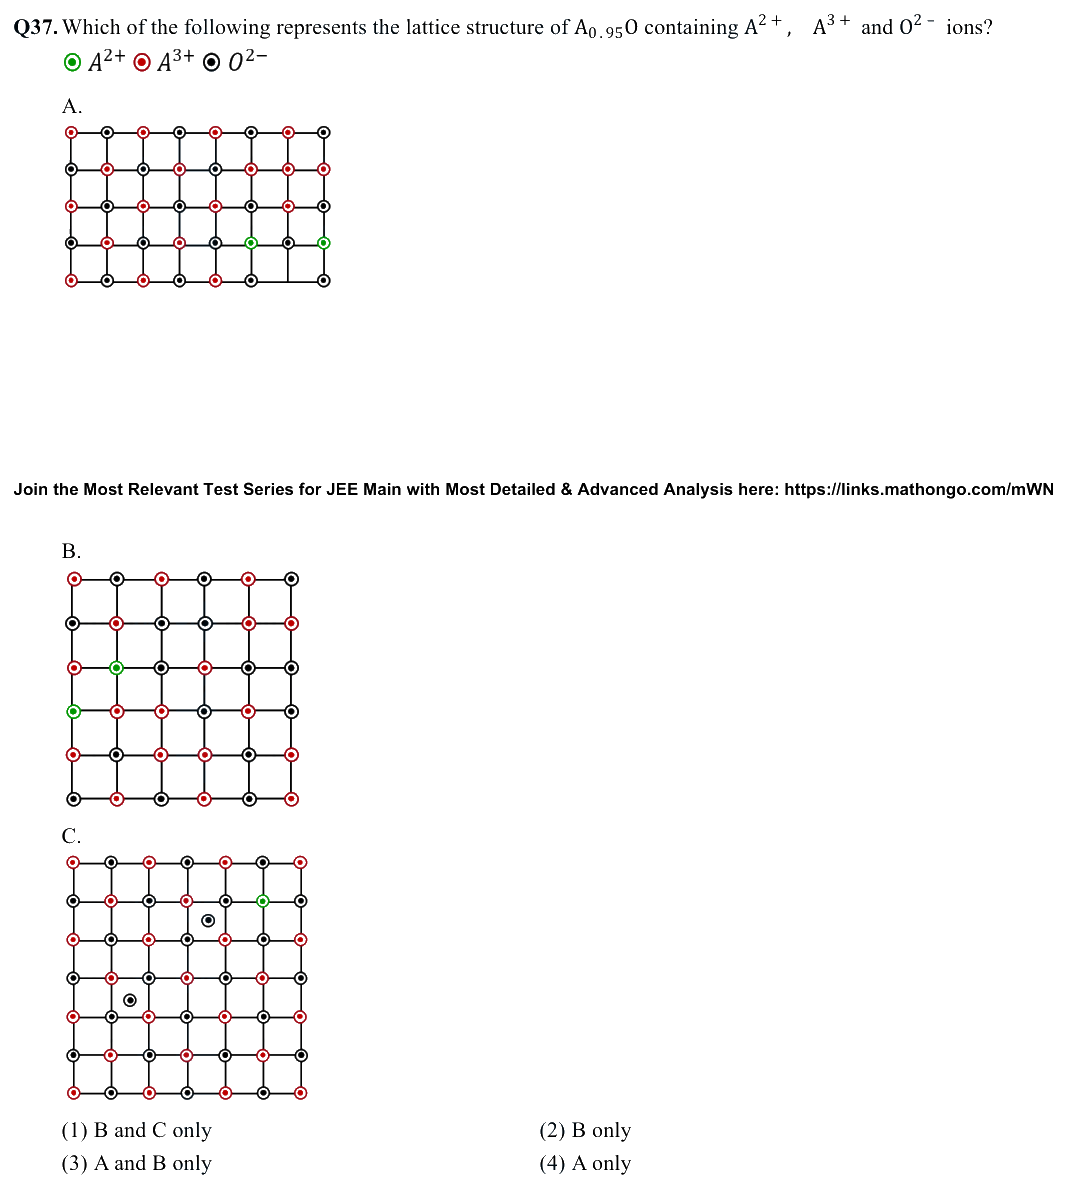 Q37. Which of the following represents the lattice structure of A₀.₉₅O containing A²⁺, A³⁺ and O²⁻ ions?
A²⁺ A³⁺ O²⁻
A.
Join the Most Relevant Test Series for JEE Main with Most Detailed & Advanced Analysis here: https://links.mathongo.com/mWN
B.
C.
(1) B and C only (2) B only
(3) A and B only (4) A only